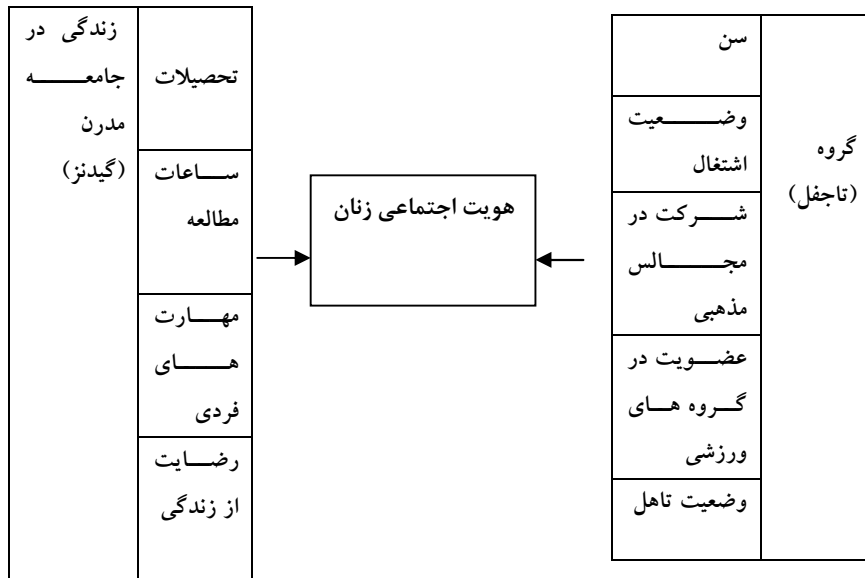 گروه
(تاجفل)
سن
وضعیت
اشتغال
شرکت در
مجالس
مذهبی
عضویت در
گروه های
ورزشی
وضعیت تاهل
هویت اجتماعی زنان
تحصیلات
ساعات
مطالعه
مهارت
های
فردی
رضایت
از زندگی
زندگی در
جامعه
مدرن
(گیدنز)